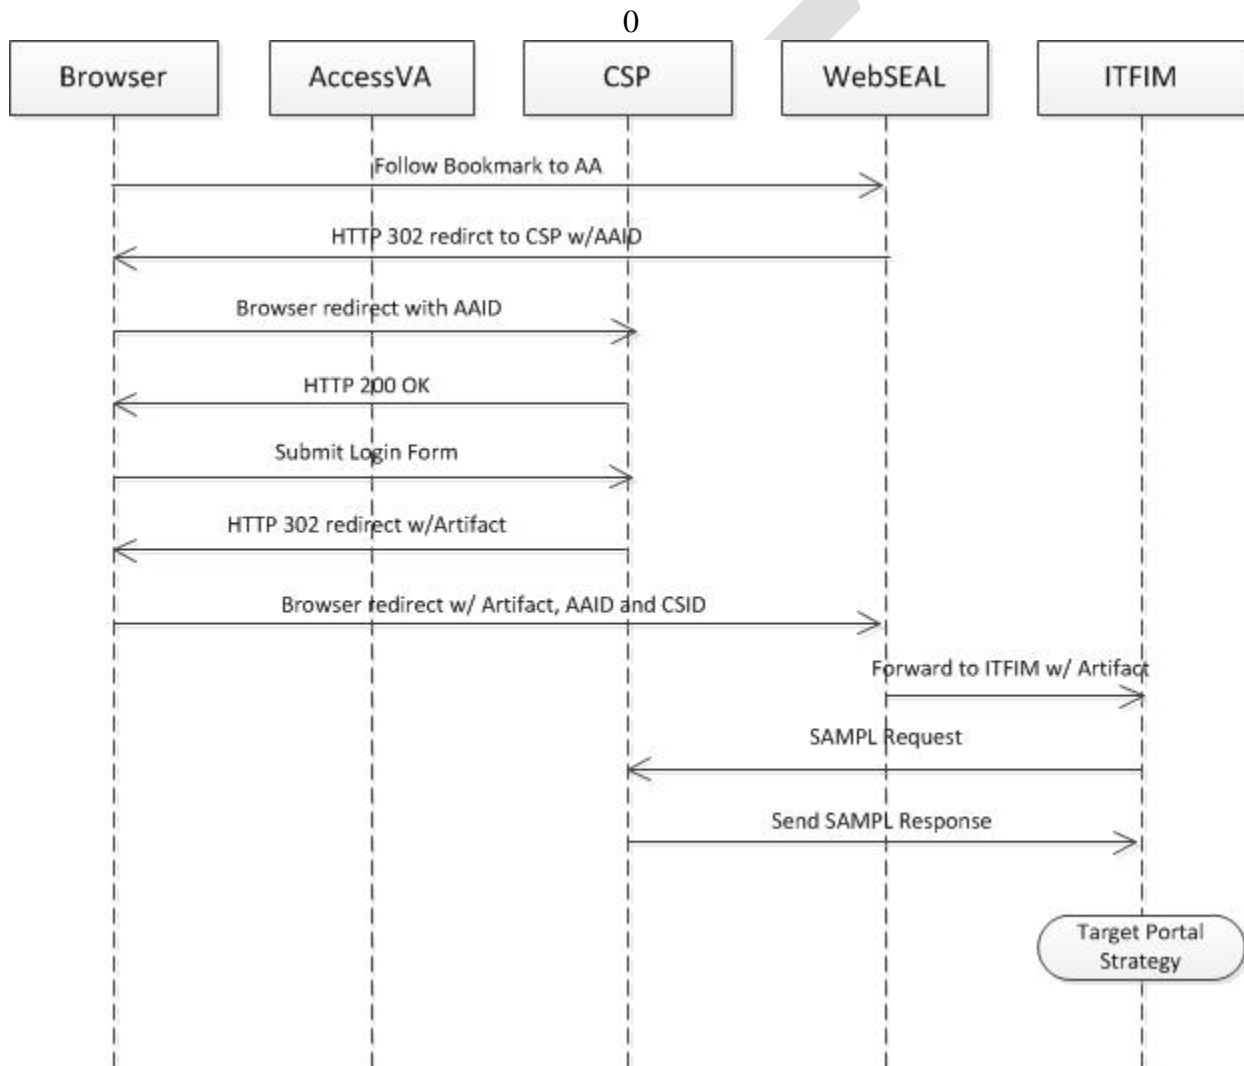 0
Browser
AccessVA
CSP
WebSEAL
ITFIM
Follow Bookmark to AA
HTTP 302 redirct to CSP w/AAID
Browser redirect with AAID
HTTP 200 OK
Submit Login Form
HTTP 302 redirect w/Artifact
Browser redirect w/ Artifact, AAID and CSID
Forward to ITFIM w/ Artifact
SAMPL Request
Send SAMPL Response
Target Portal
Strategy